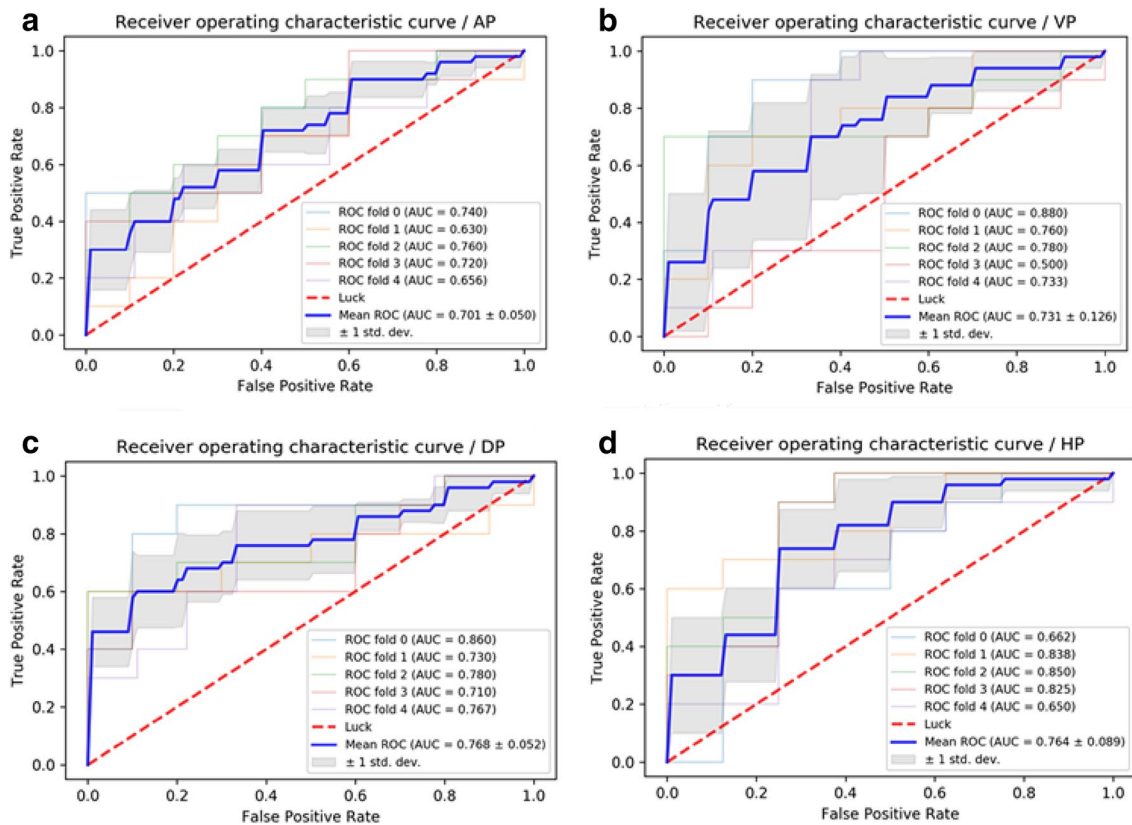 a
Receiver operating characteristic curve / AP
1.0
0.8
0.6
0.4
0.2
0.0
True Positive Rate
ROC fold 0 (AUC = 0.740)
ROC fold 1 (AUC = 0.630)
ROC fold 2 (AUC = 0.760)
ROC fold 3 (AUC = 0.720)
ROC fold 4 (AUC = 0.656)
Luck
Mean ROC (AUC = 0.701 ± 0.050)
± 1 std. dev.
0.0 0.2 0.4 0.6 0.8 1.0
False Positive Rate
b
Receiver operating characteristic curve / VP
1.0
0.8
0.6
0.4
0.2
0.0
True Positive Rate
ROC fold 0 (AUC = 0.880)
ROC fold 1 (AUC = 0.760)
ROC fold 2 (AUC = 0.780)
ROC fold 3 (AUC = 0.500)
ROC fold 4 (AUC = 0.733)
Luck
Mean ROC (AUC = 0.731 ± 0.126)
± 1 std. dev.
0.0 0.2 0.4 0.6 0.8 1.0
False Positive Rate
c
Receiver operating characteristic curve / DP
1.0
0.8
0.6
0.4
0.2
0.0
True Positive Rate
ROC fold 0 (AUC = 0.860)
ROC fold 1 (AUC = 0.730)
ROC fold 2 (AUC = 0.780)
ROC fold 3 (AUC = 0.710)
ROC fold 4 (AUC = 0.767)
Luck
Mean ROC (AUC = 0.768 ± 0.052)
± 1 std. dev.
0.0 0.2 0.4 0.6 0.8 1.0
False Positive Rate
d
Receiver operating characteristic curve / HP
1.0
0.8
0.6
0.4
0.2
0.0
True Positive Rate
ROC fold 0 (AUC = 0.662)
ROC fold 1 (AUC = 0.838)
ROC fold 2 (AUC = 0.850)
ROC fold 3 (AUC = 0.825)
ROC fold 4 (AUC = 0.650)
Luck
Mean ROC (AUC = 0.764 ± 0.089)
± 1 std. dev.
0.0 0.2 0.4 0.6 0.8 1.0
False Positive Rate